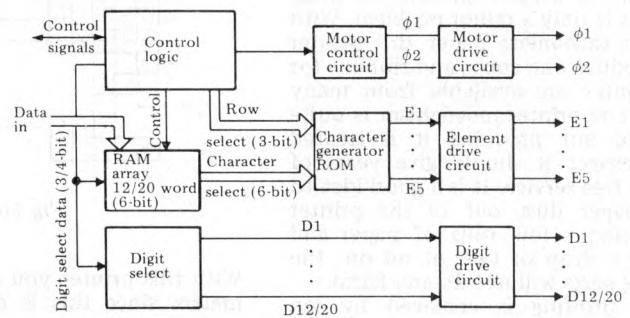 Control
signals
Control
logic
Motor
control
circuit
ϕ1
ϕ2
Motor
drive
circuit
ϕ1
ϕ2
Data
in
Control
Row
select (3-bit)
Character
generator
ROM
E1
E5
Element
drive
circuit
E1
E5
RAM
array
12/20 word
(6-bit)
Character
select (6-bit)
Digit select data (3/4-bit)
Digit
select
D1
D12/20
Digit
drive
circuit
D1
D12/20